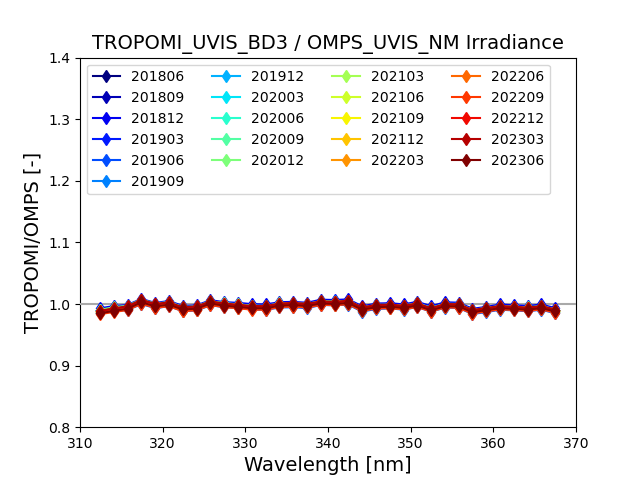 TROPOMI_UVIS_BD3 / OMPS_UVIS_NM Irradiance
1.4
1.3
1.2
1.1
1.0
0.9
0.8
TROPOMI/OMPS [-]
201806 201912 202103 202206
201809 202003 202106 202209
201812 202006 202109 202212
201903 202009 202112 202303
201906 202012 202203 202306
201909
310 320 330 340 350 360 370
Wavelength [nm]